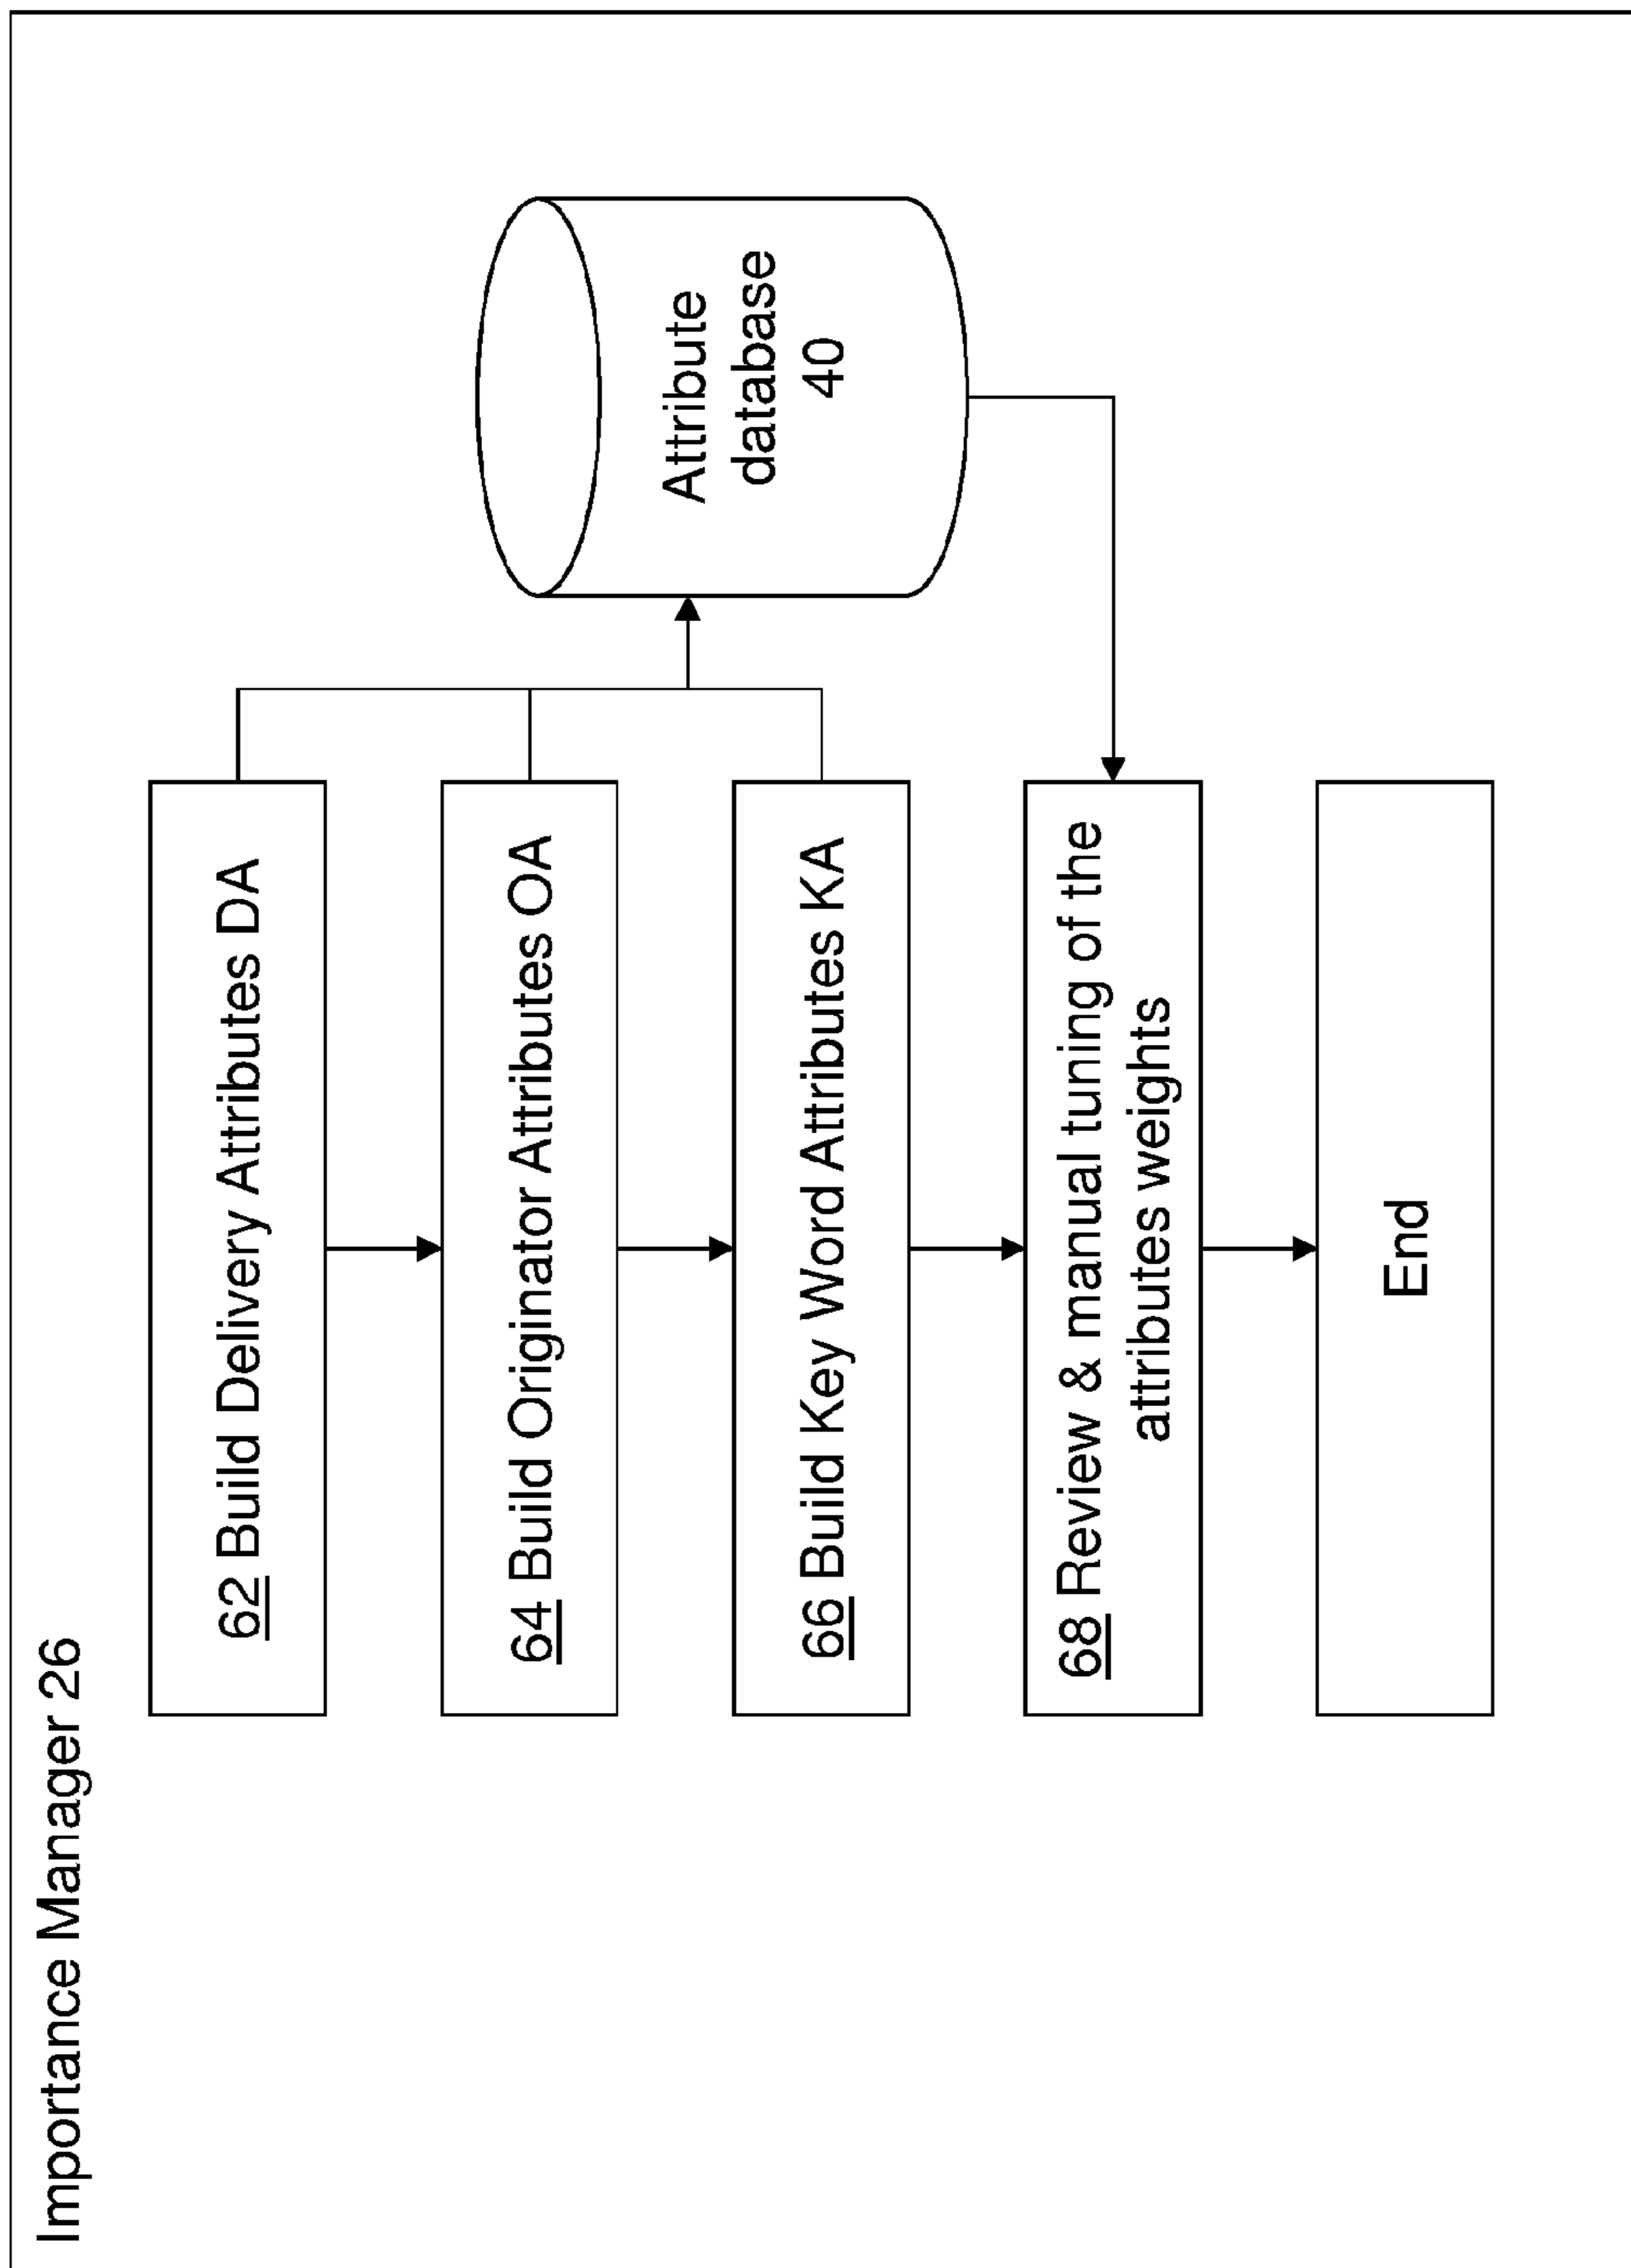 Importance Manager 26
62 Build Delivery Attributes DA
64 Build Originator Attributes OA
66 Build Key Word Attributes KA
68 Review & manual tuning of the
attributes weights
End
Attribute
database
40